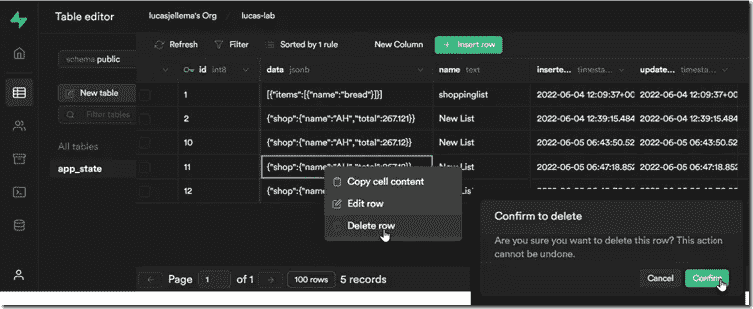 Table editor
lucasjellema's Org / lucas-lab
schema public
New table
Filter tables
All tables
app_state
Refresh Filter Sorted by 1 rule New Column + Insert row
id int8 data jsonb name text inserte... timesta... update... timesta...
1 [{"items":[{"name":"bread"}]}] shoppinglist 2022-06-04 12:09:37+00 2022-06-04 12:09:37+0
2 {"shop":{"name":"AH","total":267.121}} New List 2022-06-04 12:39:15.484 2022-06-04 12:39:15.4
10 {"shop":{"name":"AH","total":267.12}} New List 2022-06-05 06:43:50.52 2022-06-05 06:43:50.5
11 {"shop":{"name":"AH","total":267.12}} New List 2022-06-05 06:47:18.852 2022-06-05 06:47:18.8
12 {"shop":{"nam
Copy cell content
Edit row
Delete row
Confirm to delete
Are you sure you want to delete this row? This action
cannot be undone.
Cancel Confirm
← Page 1 of 1 → 100 rows 5 records